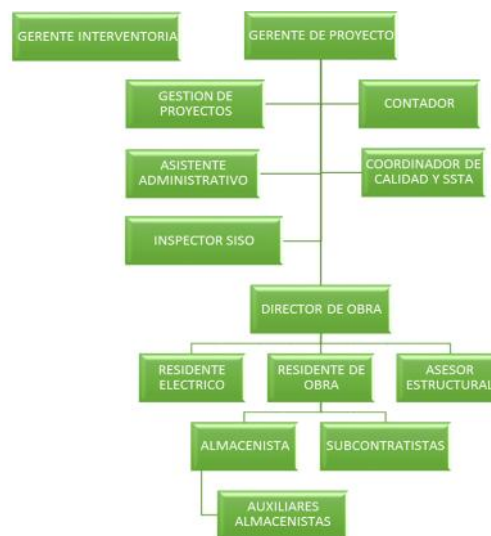 GERENTE INTERVENTORIA
GERENTE DE PROYECTO
GESTION DE
PROYECTOS
CONTADOR
ASISTENTE
ADMINISTRATIVO
COORDINADOR DE
CALIDAD Y SSTA
INSPECTOR SISO
DIRECTOR DE OBRA
RESIDENTE
ELECTRICO
RESIDENTE DE
OBRA
ASESOR
ESTRUCTURAL
ALMACENISTA
SUBCONTRATISTAS
AUXILIARES
ALMACENISTAS